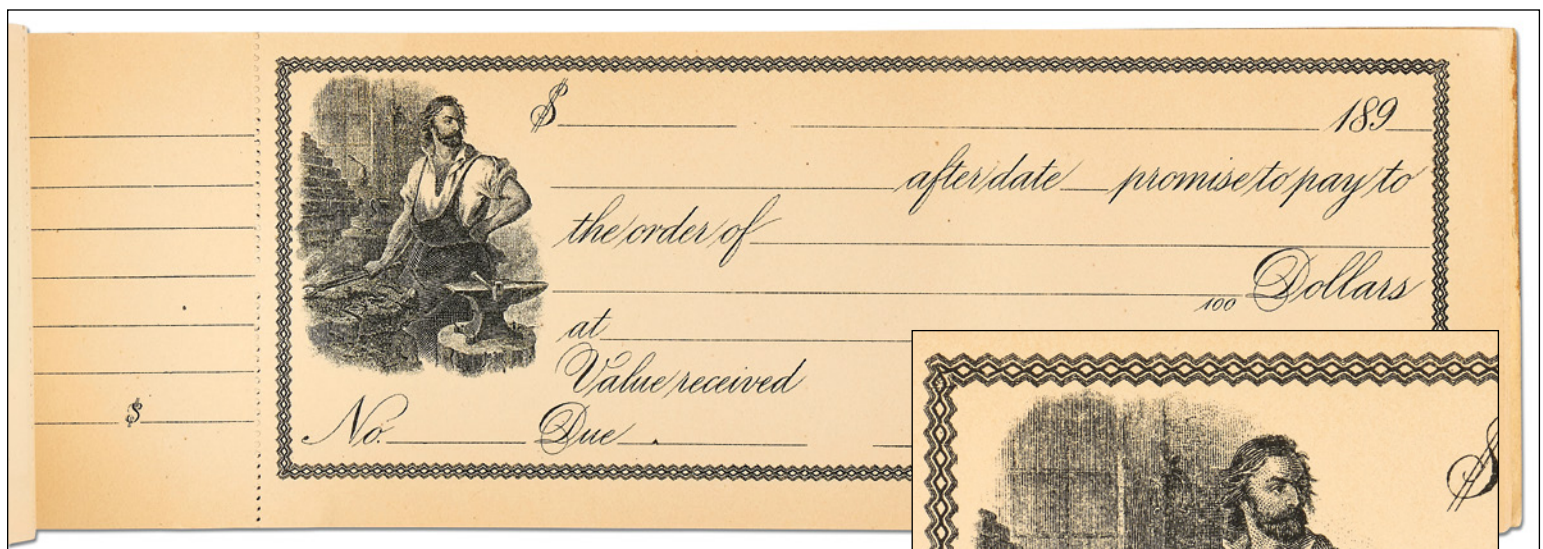 $ 189
after date promise to pay to
the order of
100 Dollars
at
Value received
$
No. Due
$